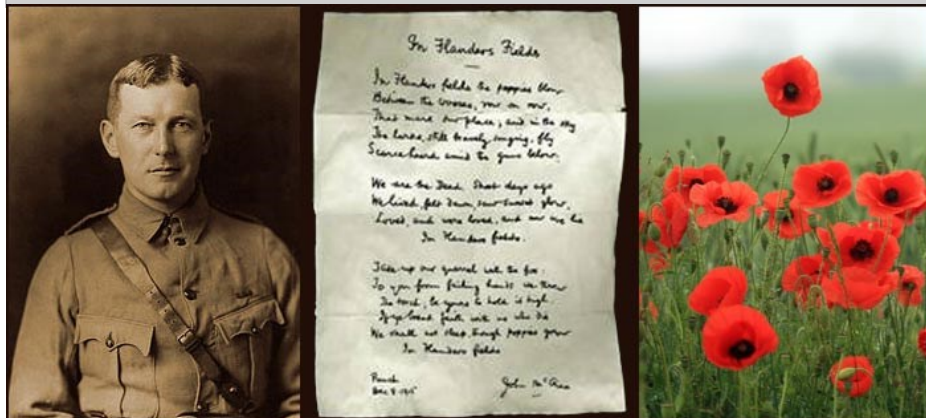 In Flanders Fields
In Flanders fields the poppies blow
Between the crosses, row on row,
That mark our place; and in the sky
The larks, still bravely singing, fly
Scarce heard amid the guns below.
We are the Dead. Short days ago
We lived, felt dawn, saw sunset glow,
Loved, and were loved, and now we lie
In Flanders fields.
Take up our quarrel with the foe:
To you from failing hands we throw
The torch; be yours to hold it high.
If ye break faith with us who die
We shall not sleep, though poppies grow
In Flanders fields
Punch
Dec 8 1915
John McCrae